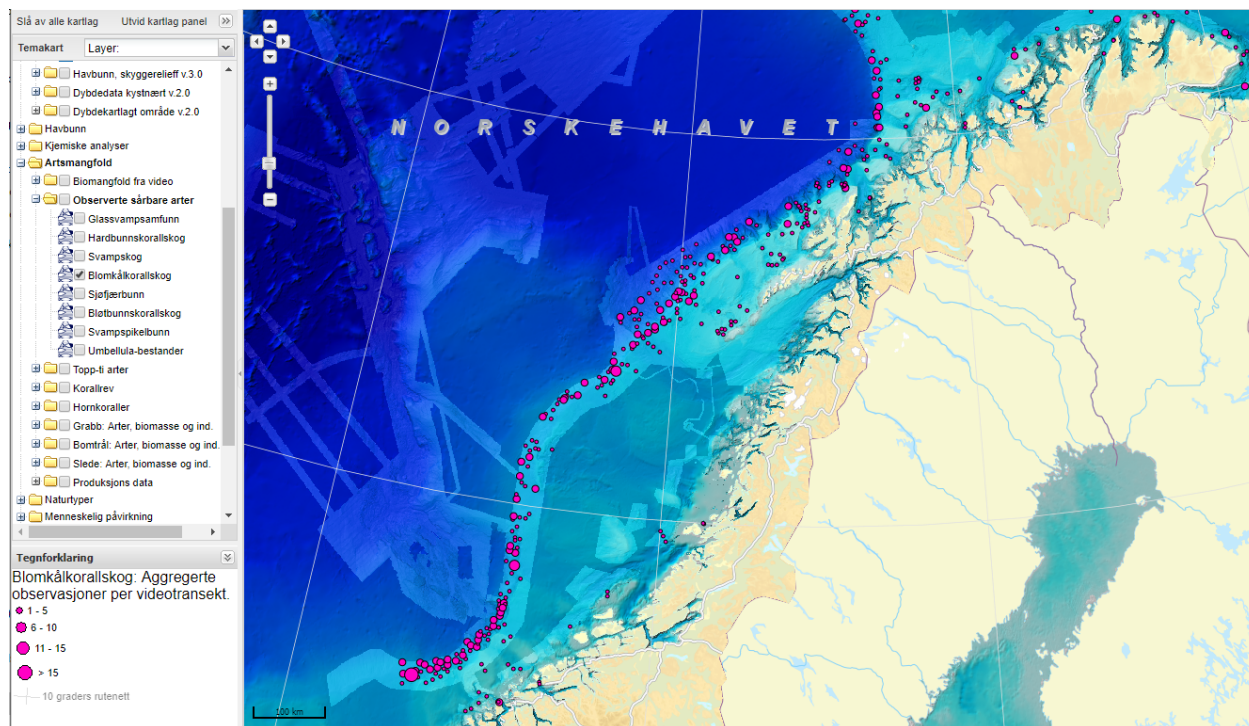 Slå av alle kartlag Utvid kartlag panel
Temakart Layer:
Havbunn, skyggerelieff v.3.0
Dybdedata kystnært v.2.0
Dybdekartlagt område v.2.0
Havbunn
Kjemiske analyser
Artsmangfold
Biomangfold fra video
Observerte sårbare arter
Glassvampsamfunn
Hardbunnskorallskog
Svampskog
Blomkålkorallskog
Sjøfjærbunn
Bløtbunnskorallskog
Svampspikelbunn
Umbellula-bestander
Topp-ti arter
Korallrev
Hornkoraller
Grabb: Arter, biomasse og ind.
Bomtrål: Arter, biomasse og ind.
Slede: Arter, biomasse og ind.
Produksjons data
Naturtyper
Menneskelig påvirkning
Tegnforklaring
Blomkålkorallskog: Aggregerte
observasjoner per videotransekt.
1 - 5
6 - 10
11 - 15
> 15
10 graders rutenett
NORSKEHAVET
100 km